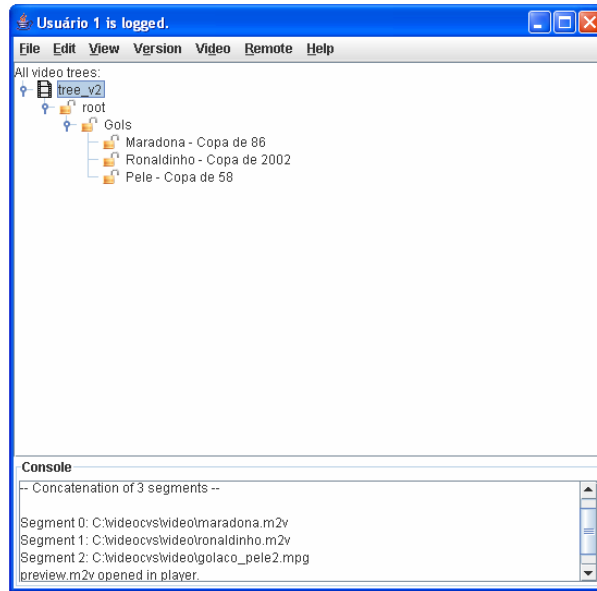 Usuário 1 is logged.
File Edit View Version Video Remote Help
All video trees:
tree_v2
root
Gols
Maradona - Copa de 86
Ronaldinho - Copa de 2002
Pele - Copa de 58
Console
-- Concatenation of 3 segments --
Segment 0: C:\videocvs\video\maradona.m2v
Segment 1: C:\videocvs\video\ronaldinho.m2v
Segment 2: C:\videocvs\video\golaco_pele2.mpg
preview.m2v opened in player.